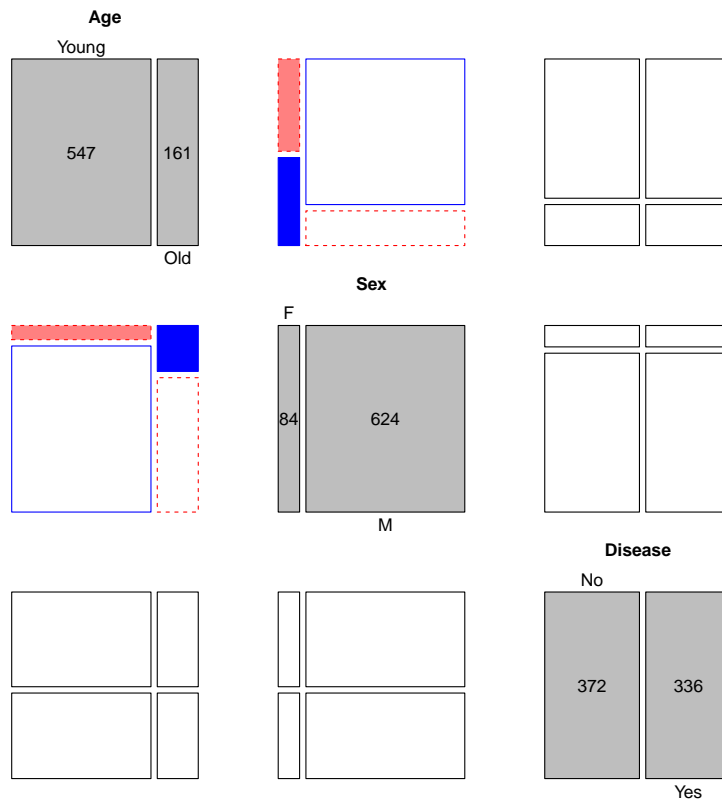 Age
Young
547
161
Old
Sex
F
84
624
M
Disease
No
372
336
Yes